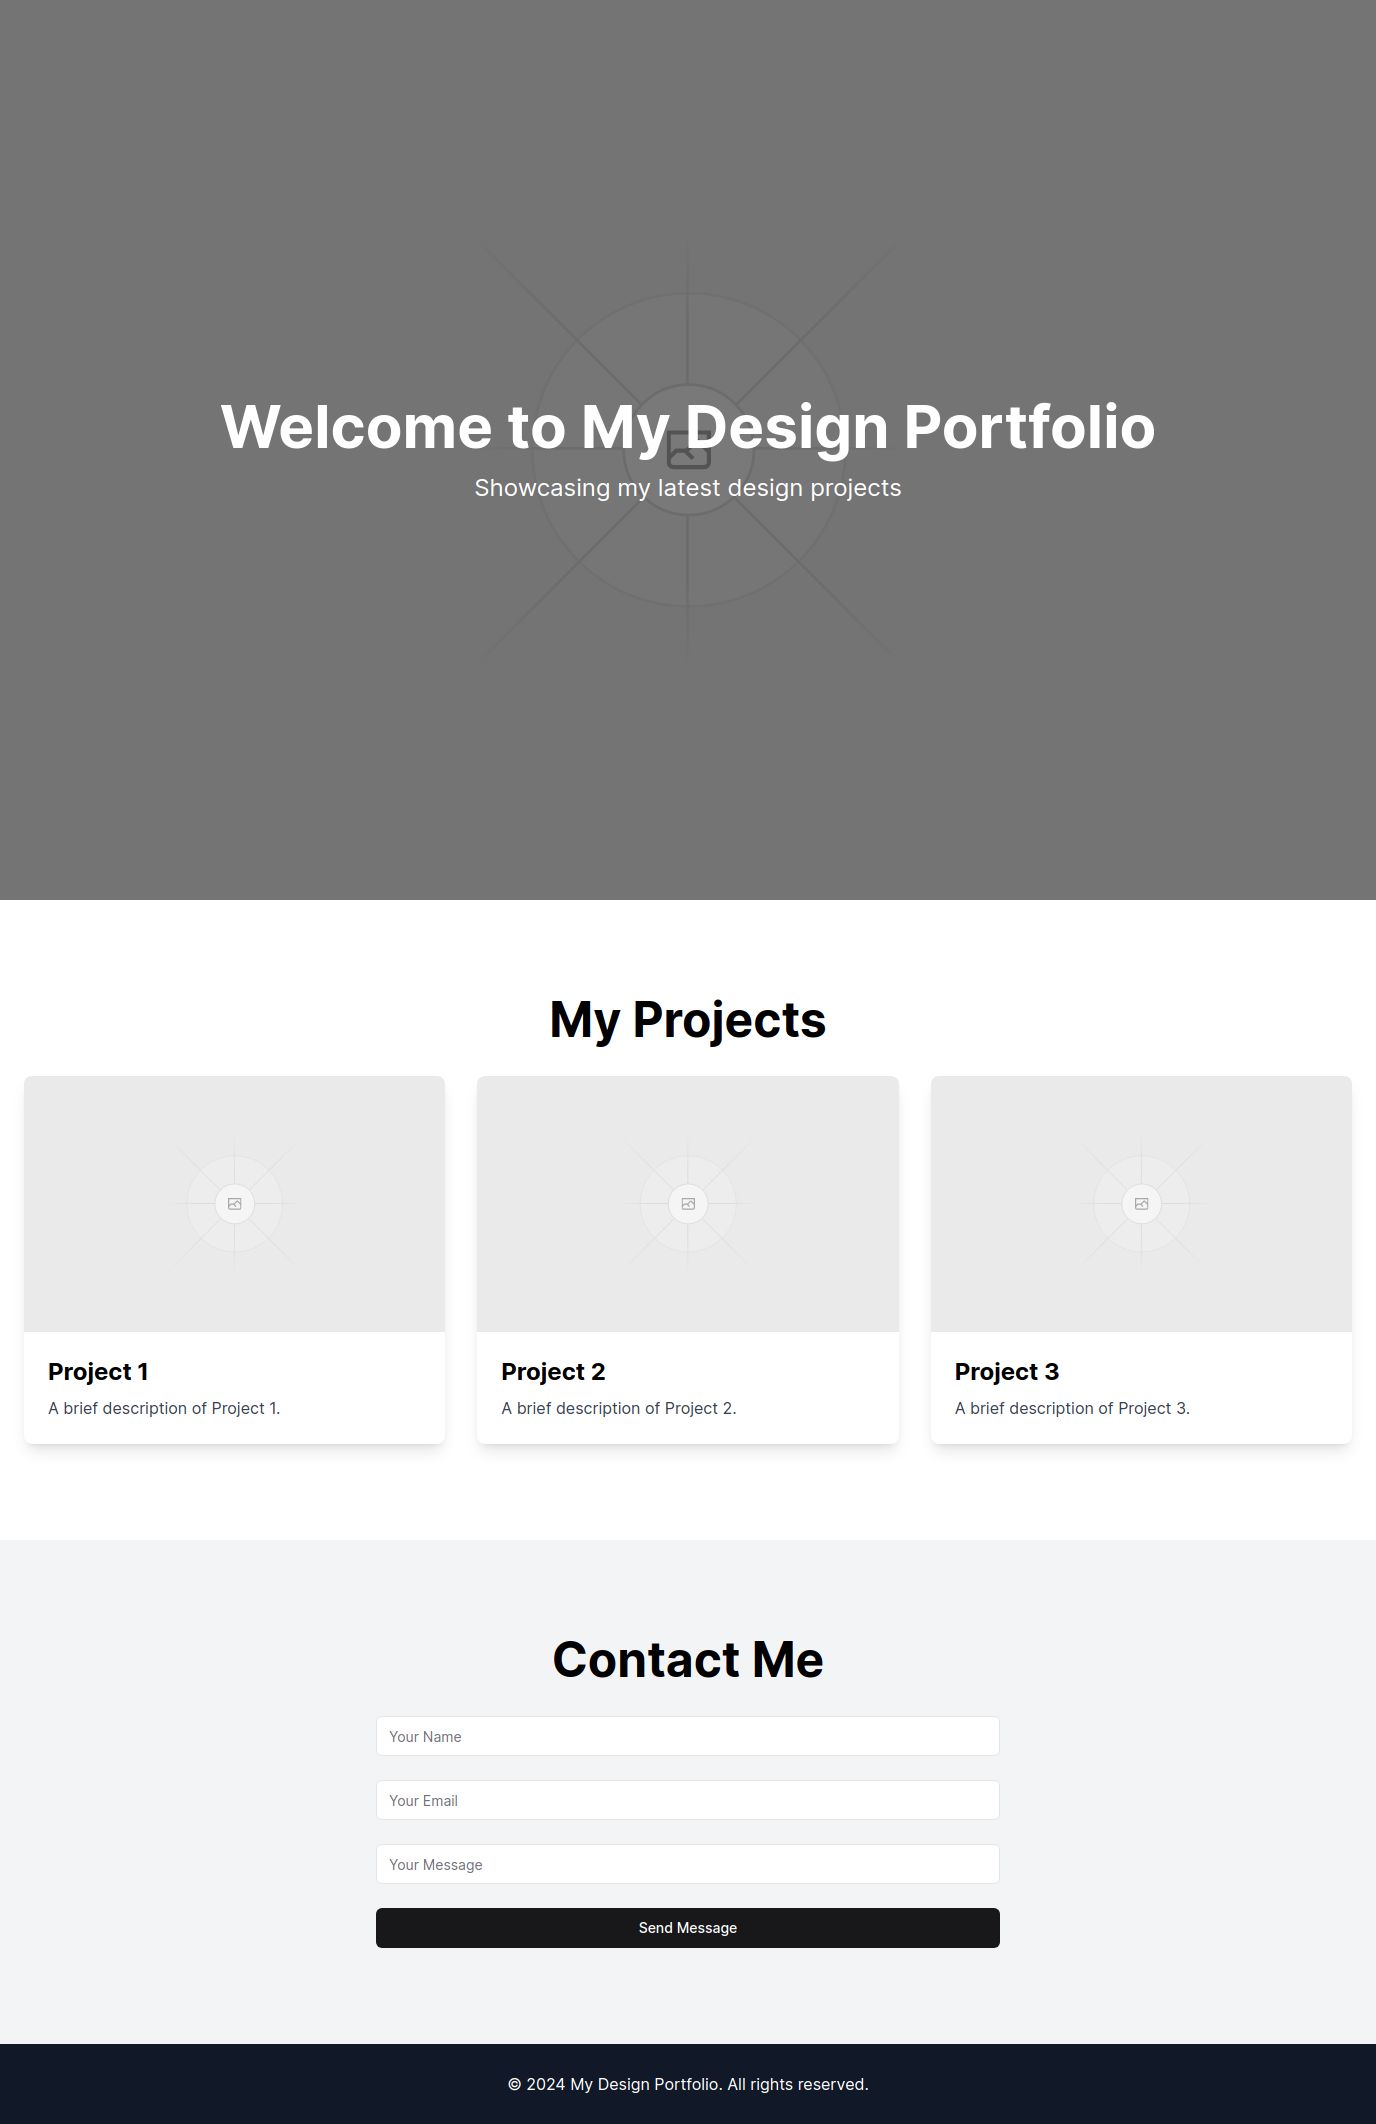 Welcome to My Design Portfolio
Showcasing my latest design projects
My Projects
Project 1
A brief description of Project 1.
Project 2
A brief description of Project 2.
Project 3
A brief description of Project 3.
Contact Me
Your Name
Your Email
Your Message
Send Message
© 2024 My Design Portfolio. All rights reserved.